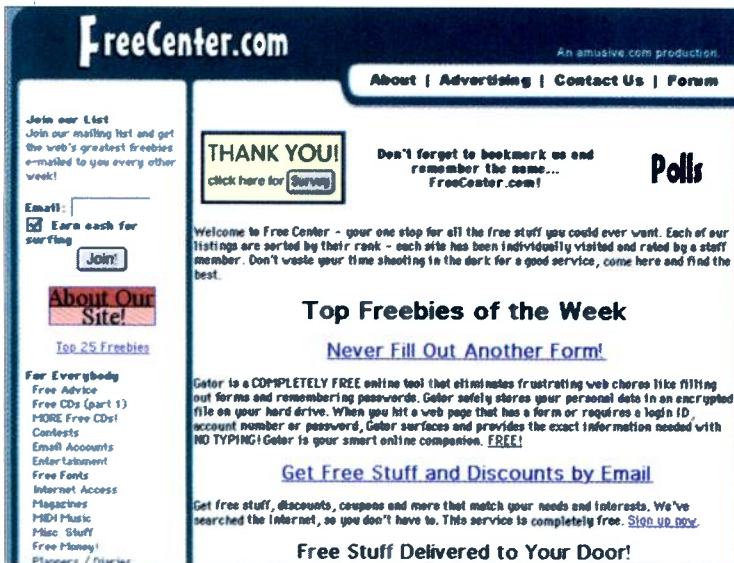 FreeCenter.com
An amusive.com production.
About | Advertising | Contact Us | Forum
Join our List
Join our mailing list and get
the web's greatest freebies
e-mailed to you every other
week!
Email:
Earn cash for
surfing
Join!
About Our
Site!
Top 25 Freebies
For Everybody
Free Advice
Free CDs (part 1)
MORE Free CDs!
Contests
Email Accounts
Entertainment
Free Fonts
Internet Access
Magazines
MIDI Music
Misc Stuff
Free Money!
Planners / Diaries
THANK YOU!
click here for Survey
Don't forget to bookmark us and
remember the name...
FreeCenter.com!
Polls
Welcome to Free Center - your one stop for all the free stuff you could ever want. Each of our
listings are sorted by their rank - each site has been individually visited and rated by a staff
member. Don't waste your time shooting in the dark for a good service, come here and find the
best.
Top Freebies of the Week
Never Fill Out Another Form!
Gator is a COMPLETELY FREE online tool that eliminates frustrating web chores like filling
out forms and remembering passwords. Gator safely stores your personal data in an encrypted
file on your hard drive. When you hit a web page that has a form or requires a login ID,
account number or password, Gator surfaces and provides the exact information needed with
NO TYPING! Gator is your smart online companion. FREE!
Get Free Stuff and Discounts by Email
Get free stuff, discounts, coupons and more that match your needs and interests. We've
searched the Internet, so you don't have to. This service is completely free. Sign up now.
Free Stuff Delivered to Your Door!